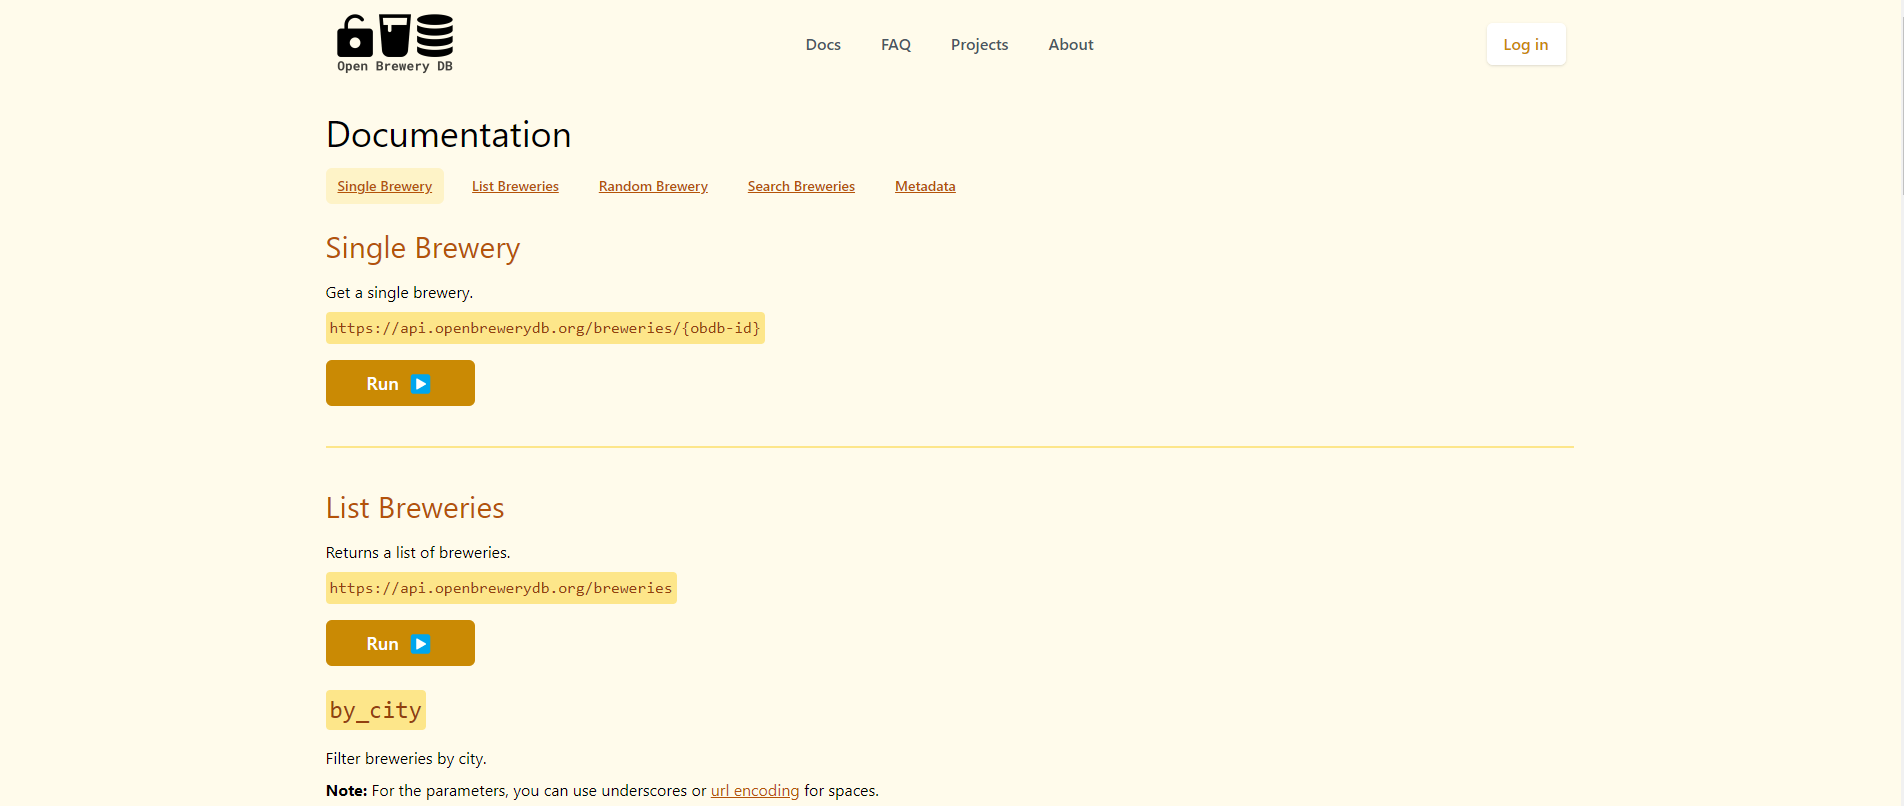 Open Brewery DB
Docs FAQ Projects About
Log in
Documentation
Single Brewery List Breweries Random Brewery Search Breweries Metadata
Single Brewery
Get a single brewery.
https://api.openbrewerydb.org/breweries/{obdb-id}
Run
List Breweries
Returns a list of breweries.
https://api.openbrewerydb.org/breweries
Run
by_city
Filter breweries by city.
Note: For the parameters, you can use underscores or url encoding for spaces.